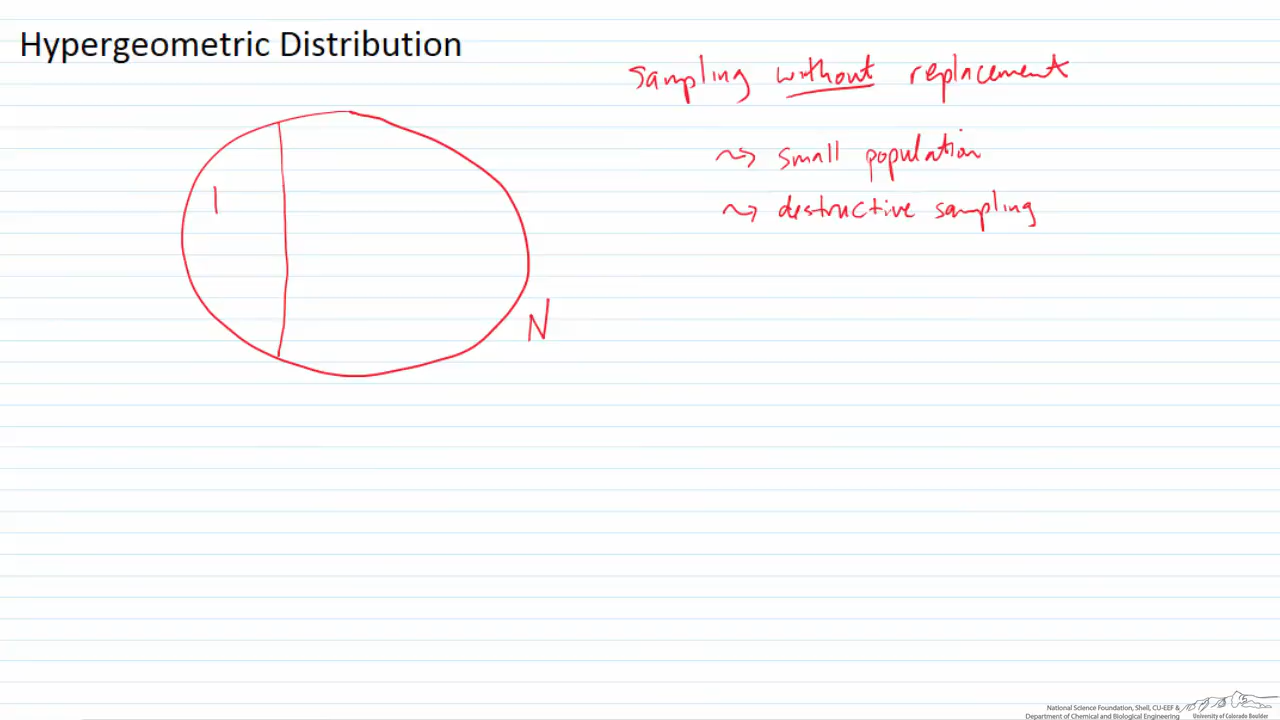 Hypergeometric Distribution
Sampling without replacement
⤳ small population
⤳ destructive sampling
N
National Science Foundation, Shell, CU-EEF &
Department of Chemical and Biological Engineering
University of Colorado Boulder